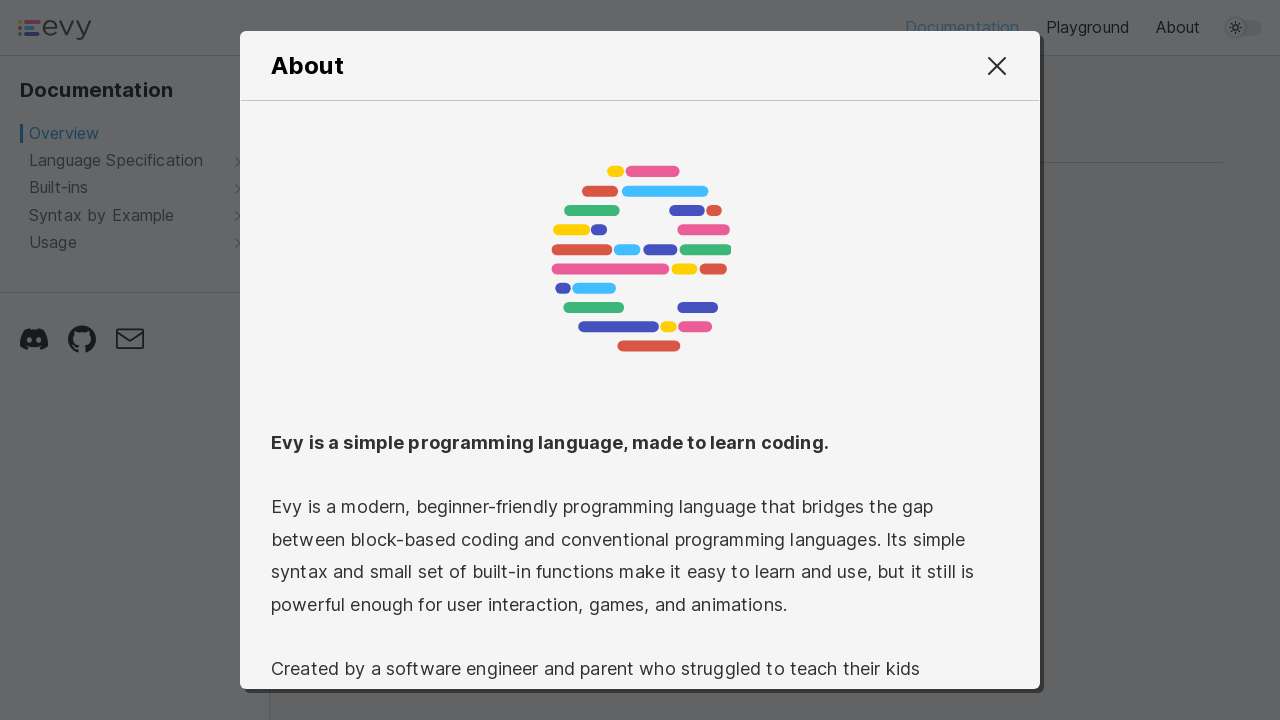 evy
Documentation
Playground
About
Documentation
Overview
Language Specification
Built-ins
Syntax by Example
Usage
About
Evy is a simple programming language, made to learn coding.
Evy is a modern, beginner-friendly programming language that bridges the gap
between block-based coding and conventional programming languages. Its simple
syntax and small set of built-in functions make it easy to learn and use, but it still is
powerful enough for user interaction, games, and animations.
Created by a software engineer and parent who struggled to teach their kids